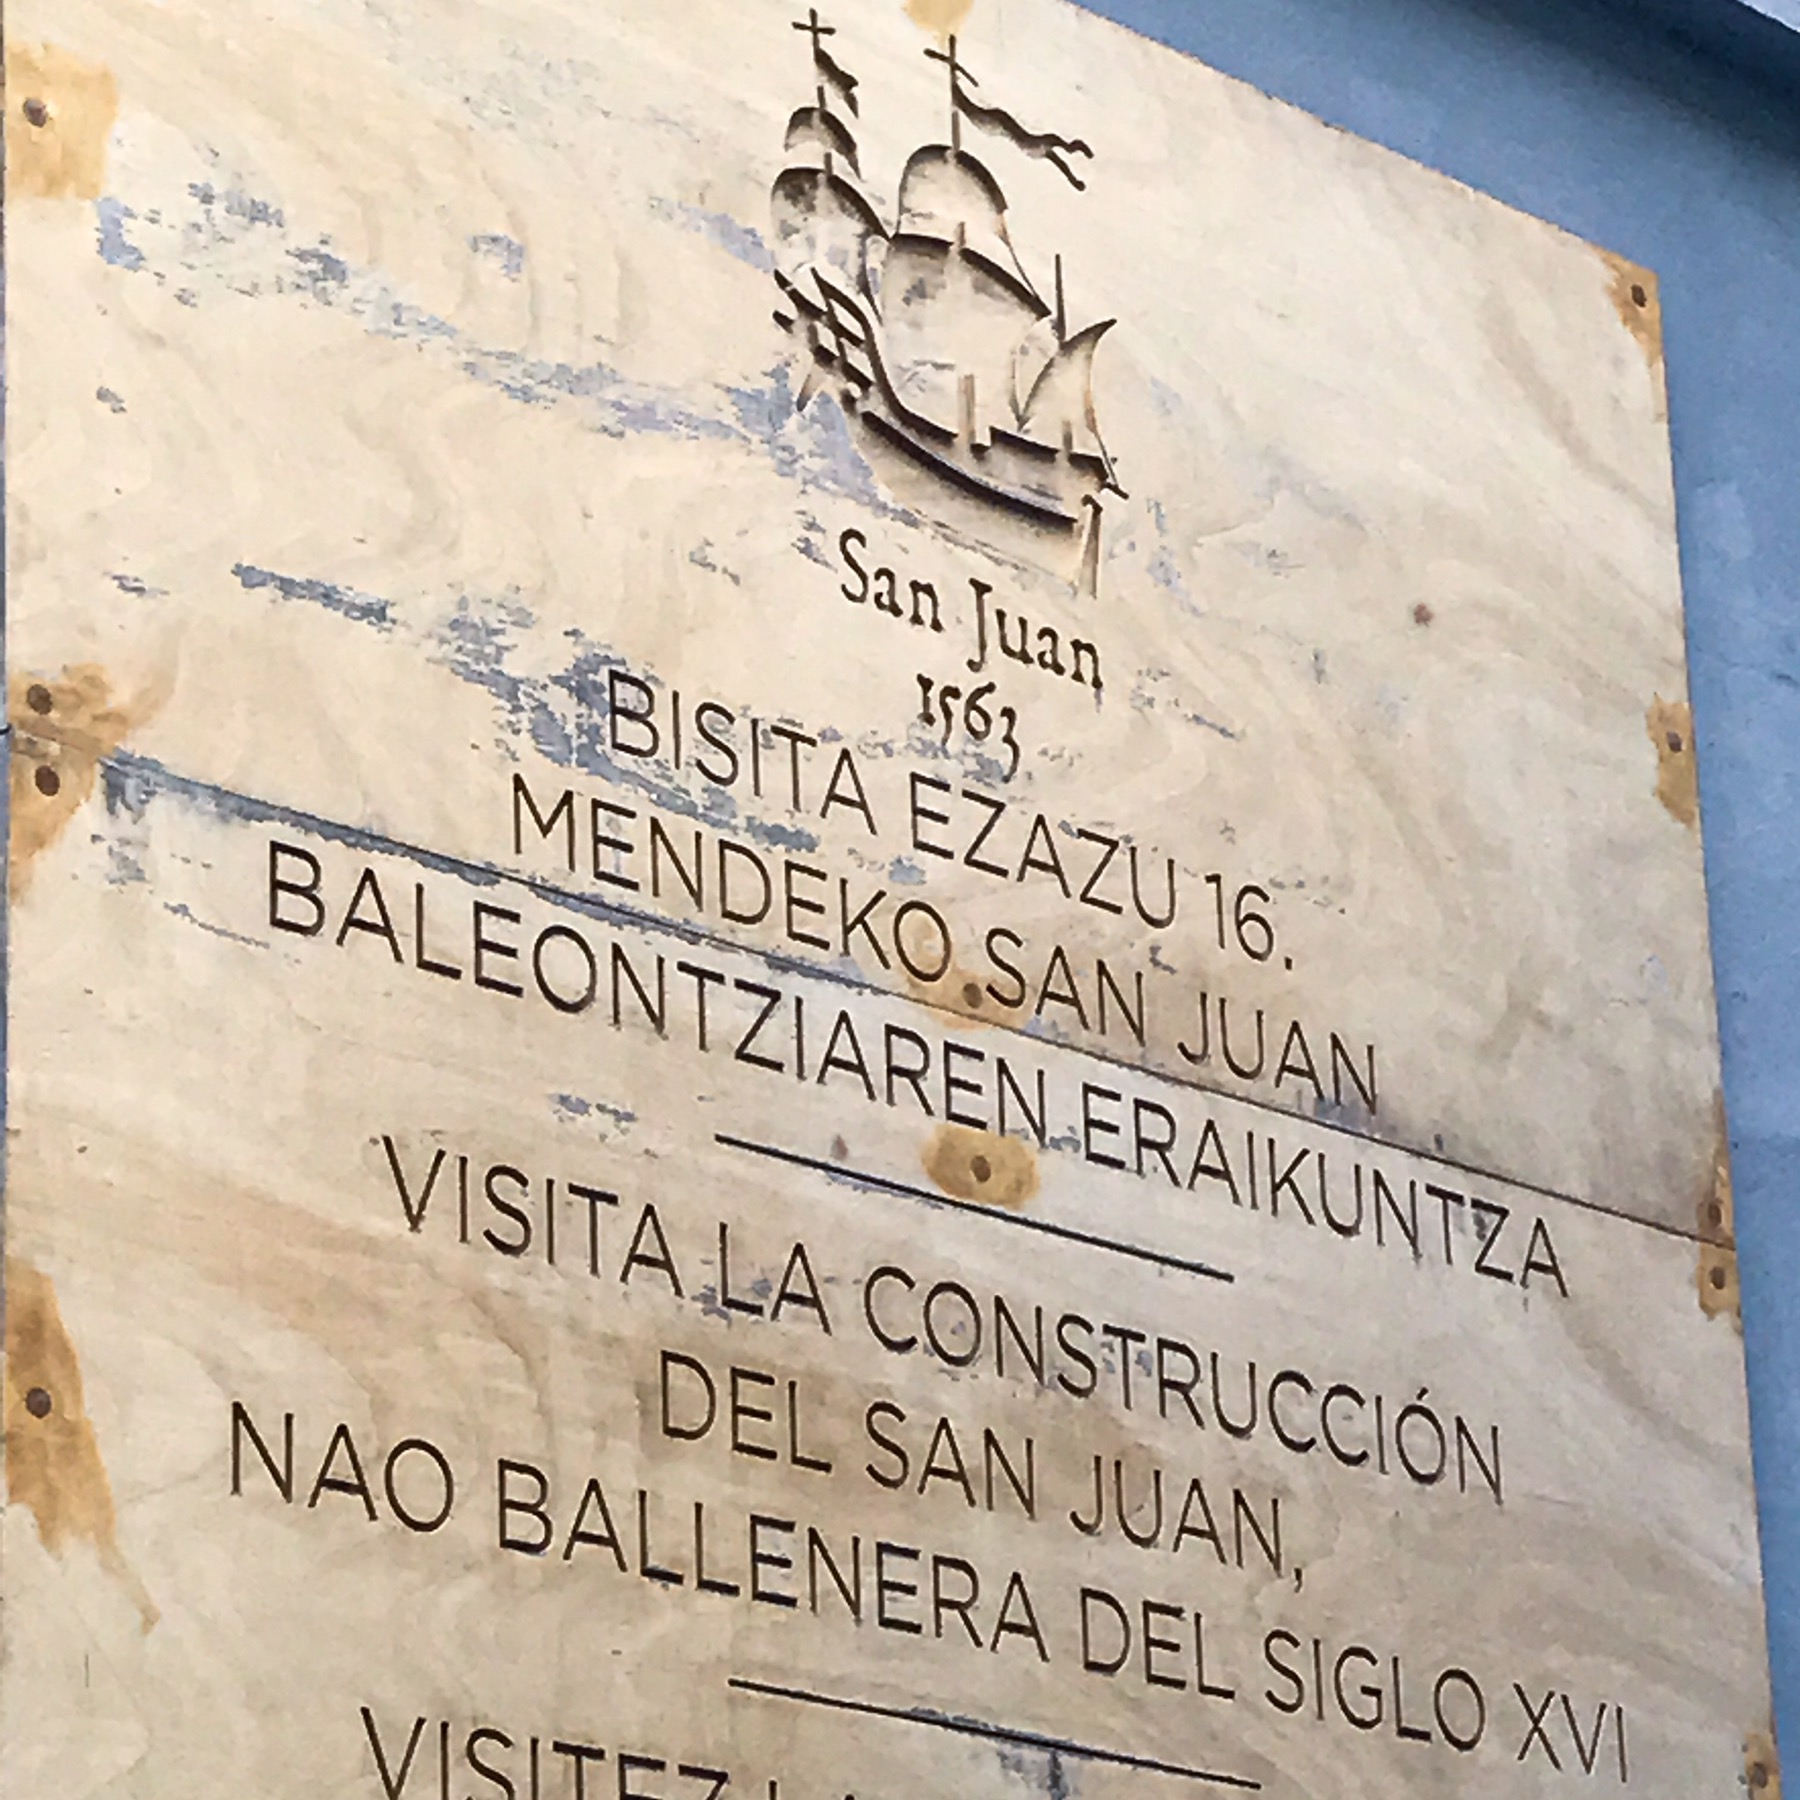 San Juan
1563
BISITA EZAZU 16.
MENDEKO SAN JUAN
BALEONTZIAREN ERAIKUNTZA
VISITA LA CONSTRUCCIÓN
DEL SAN JUAN,
NAO BALLENERA DEL SIGLO XVI
VISITEZ